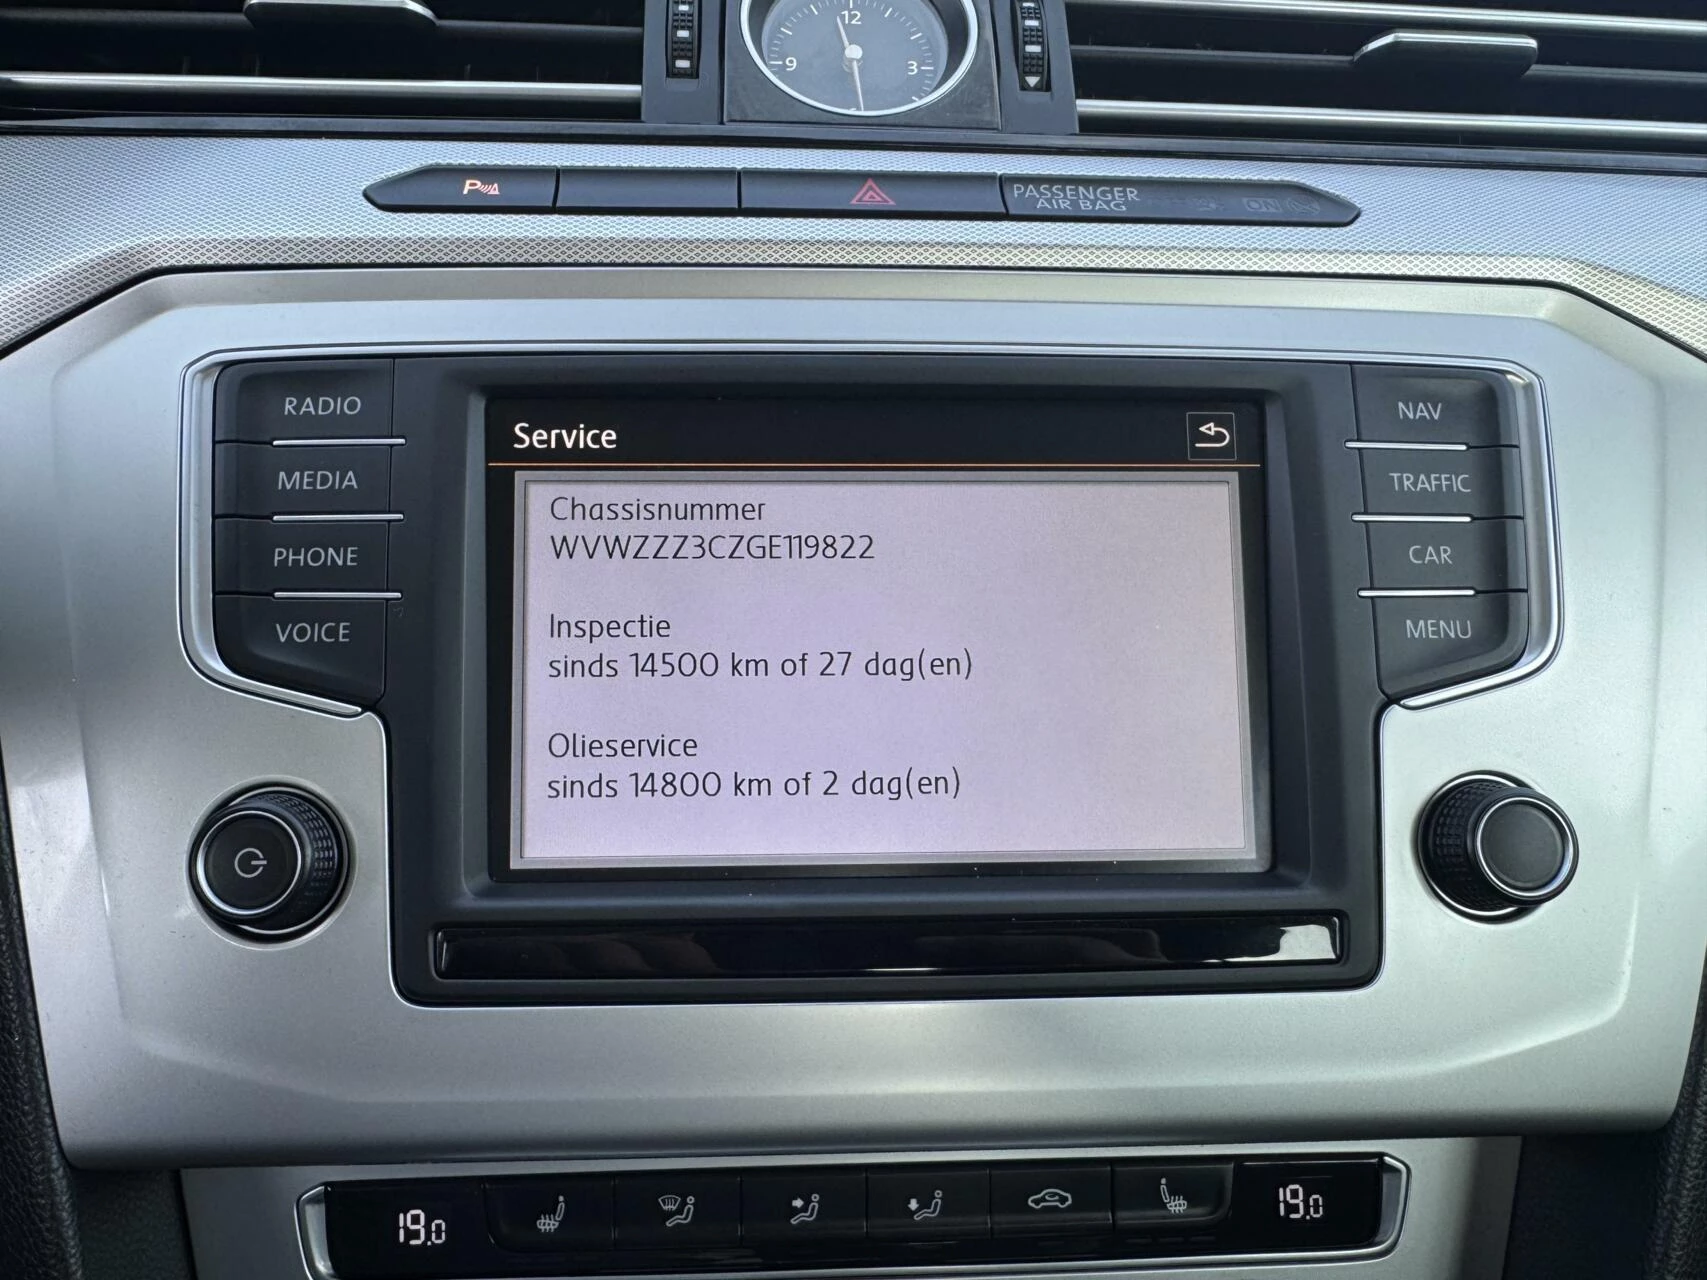 12
9
3
P
PASSENGER
AIR BAG
ON
RADIO
MEDIA
PHONE
VOICE
Service
Chassisnummer
WVWZZZ3CZGE119822
Inspectie
sinds 14500 km of 27 dag(en)
Olieservice
sinds 14800 km of 2 dag(en)
NAV
TRAFFIC
CAR
MENU
19.0
19.0